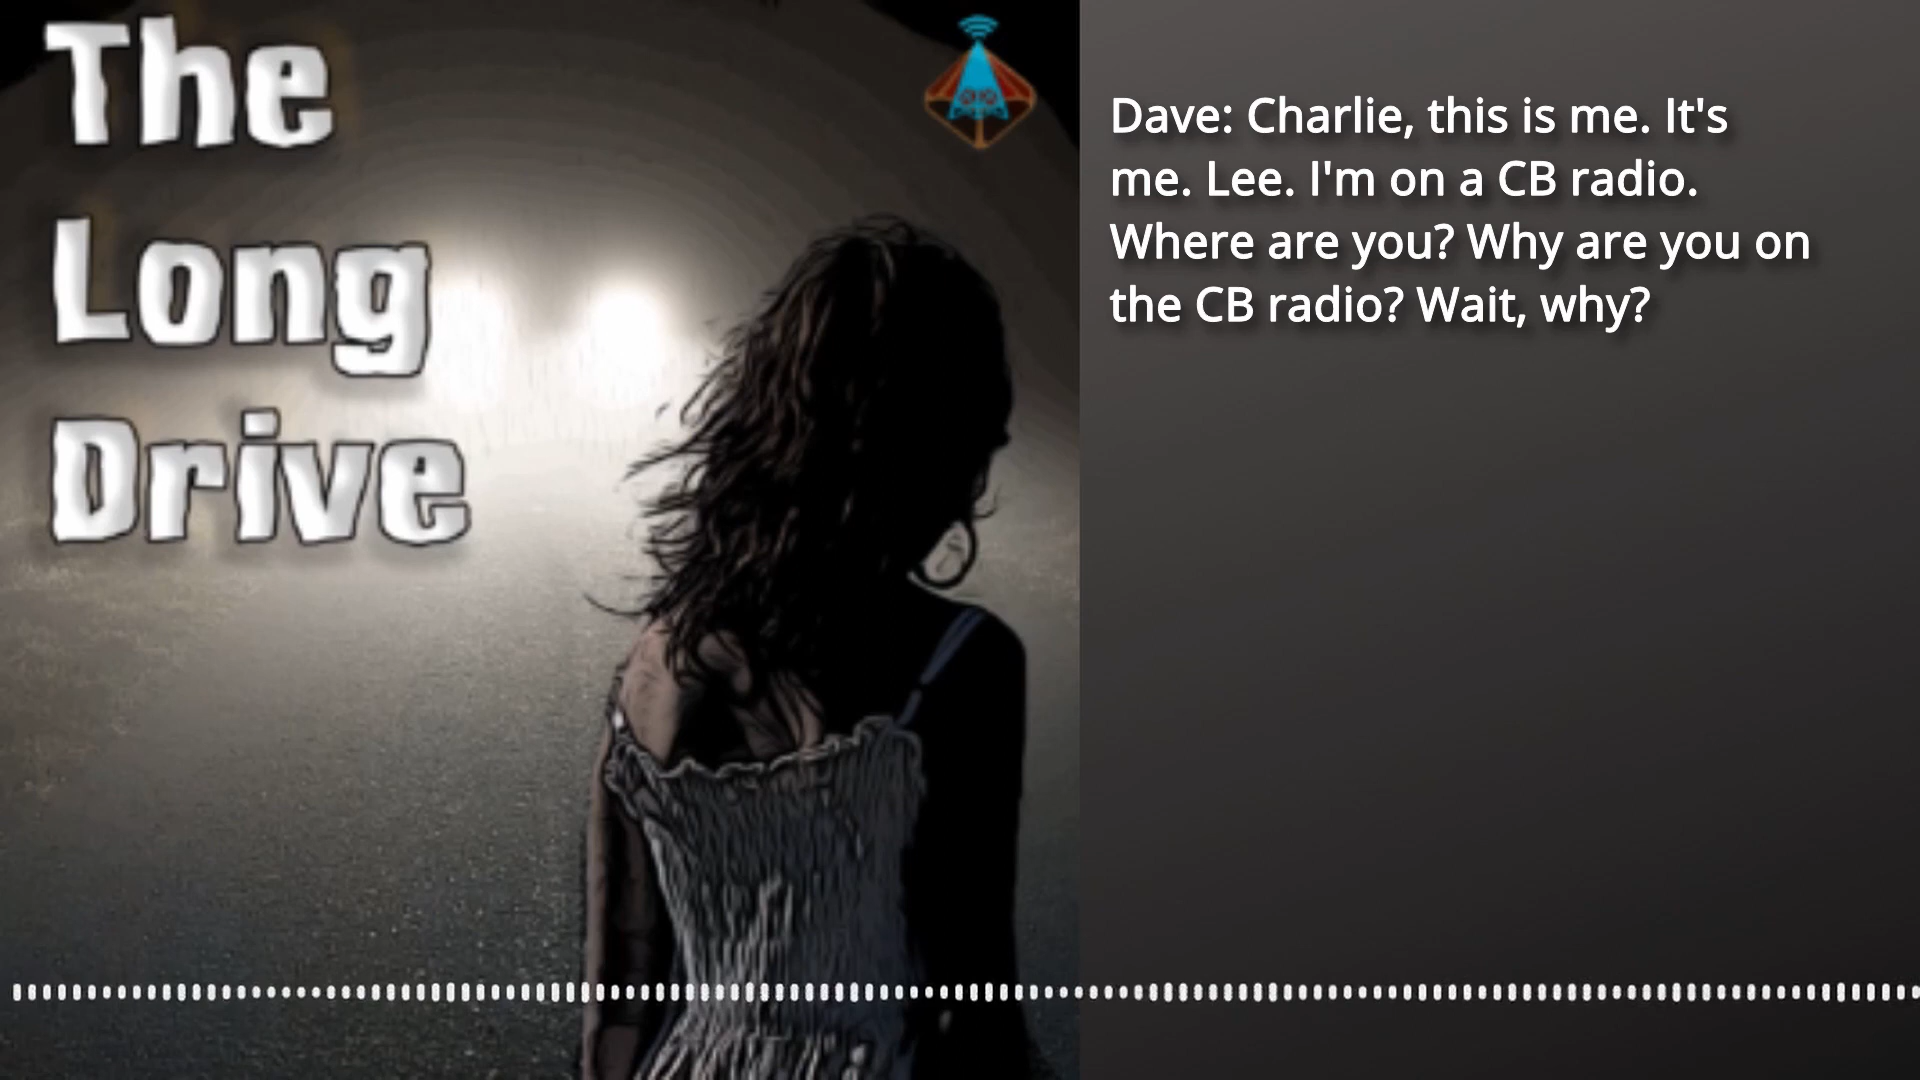 The
Long
Drive
Dave: Charlie, this is me. It's
me. Lee. I'm on a CB radio.
Where are you? Why are you on
the CB radio? Wait, why?